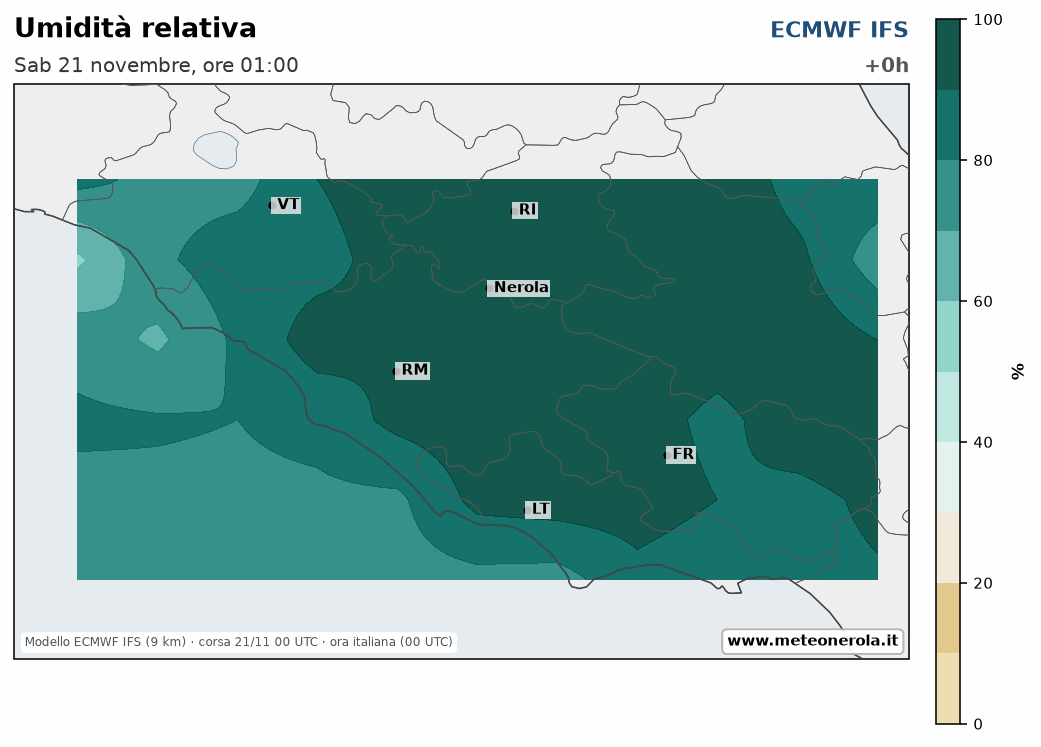 Umidità relativa
ECMWF IFS
Sab 21 novembre, ore 01:00
+0h
100
80
60
40
20
0
%
VT
RI
Nerola
RM
FR
LT
Modello ECMWF IFS (9 km) · corsa 21/11 00 UTC · ora italiana (00 UTC)
www.meteonerola.it